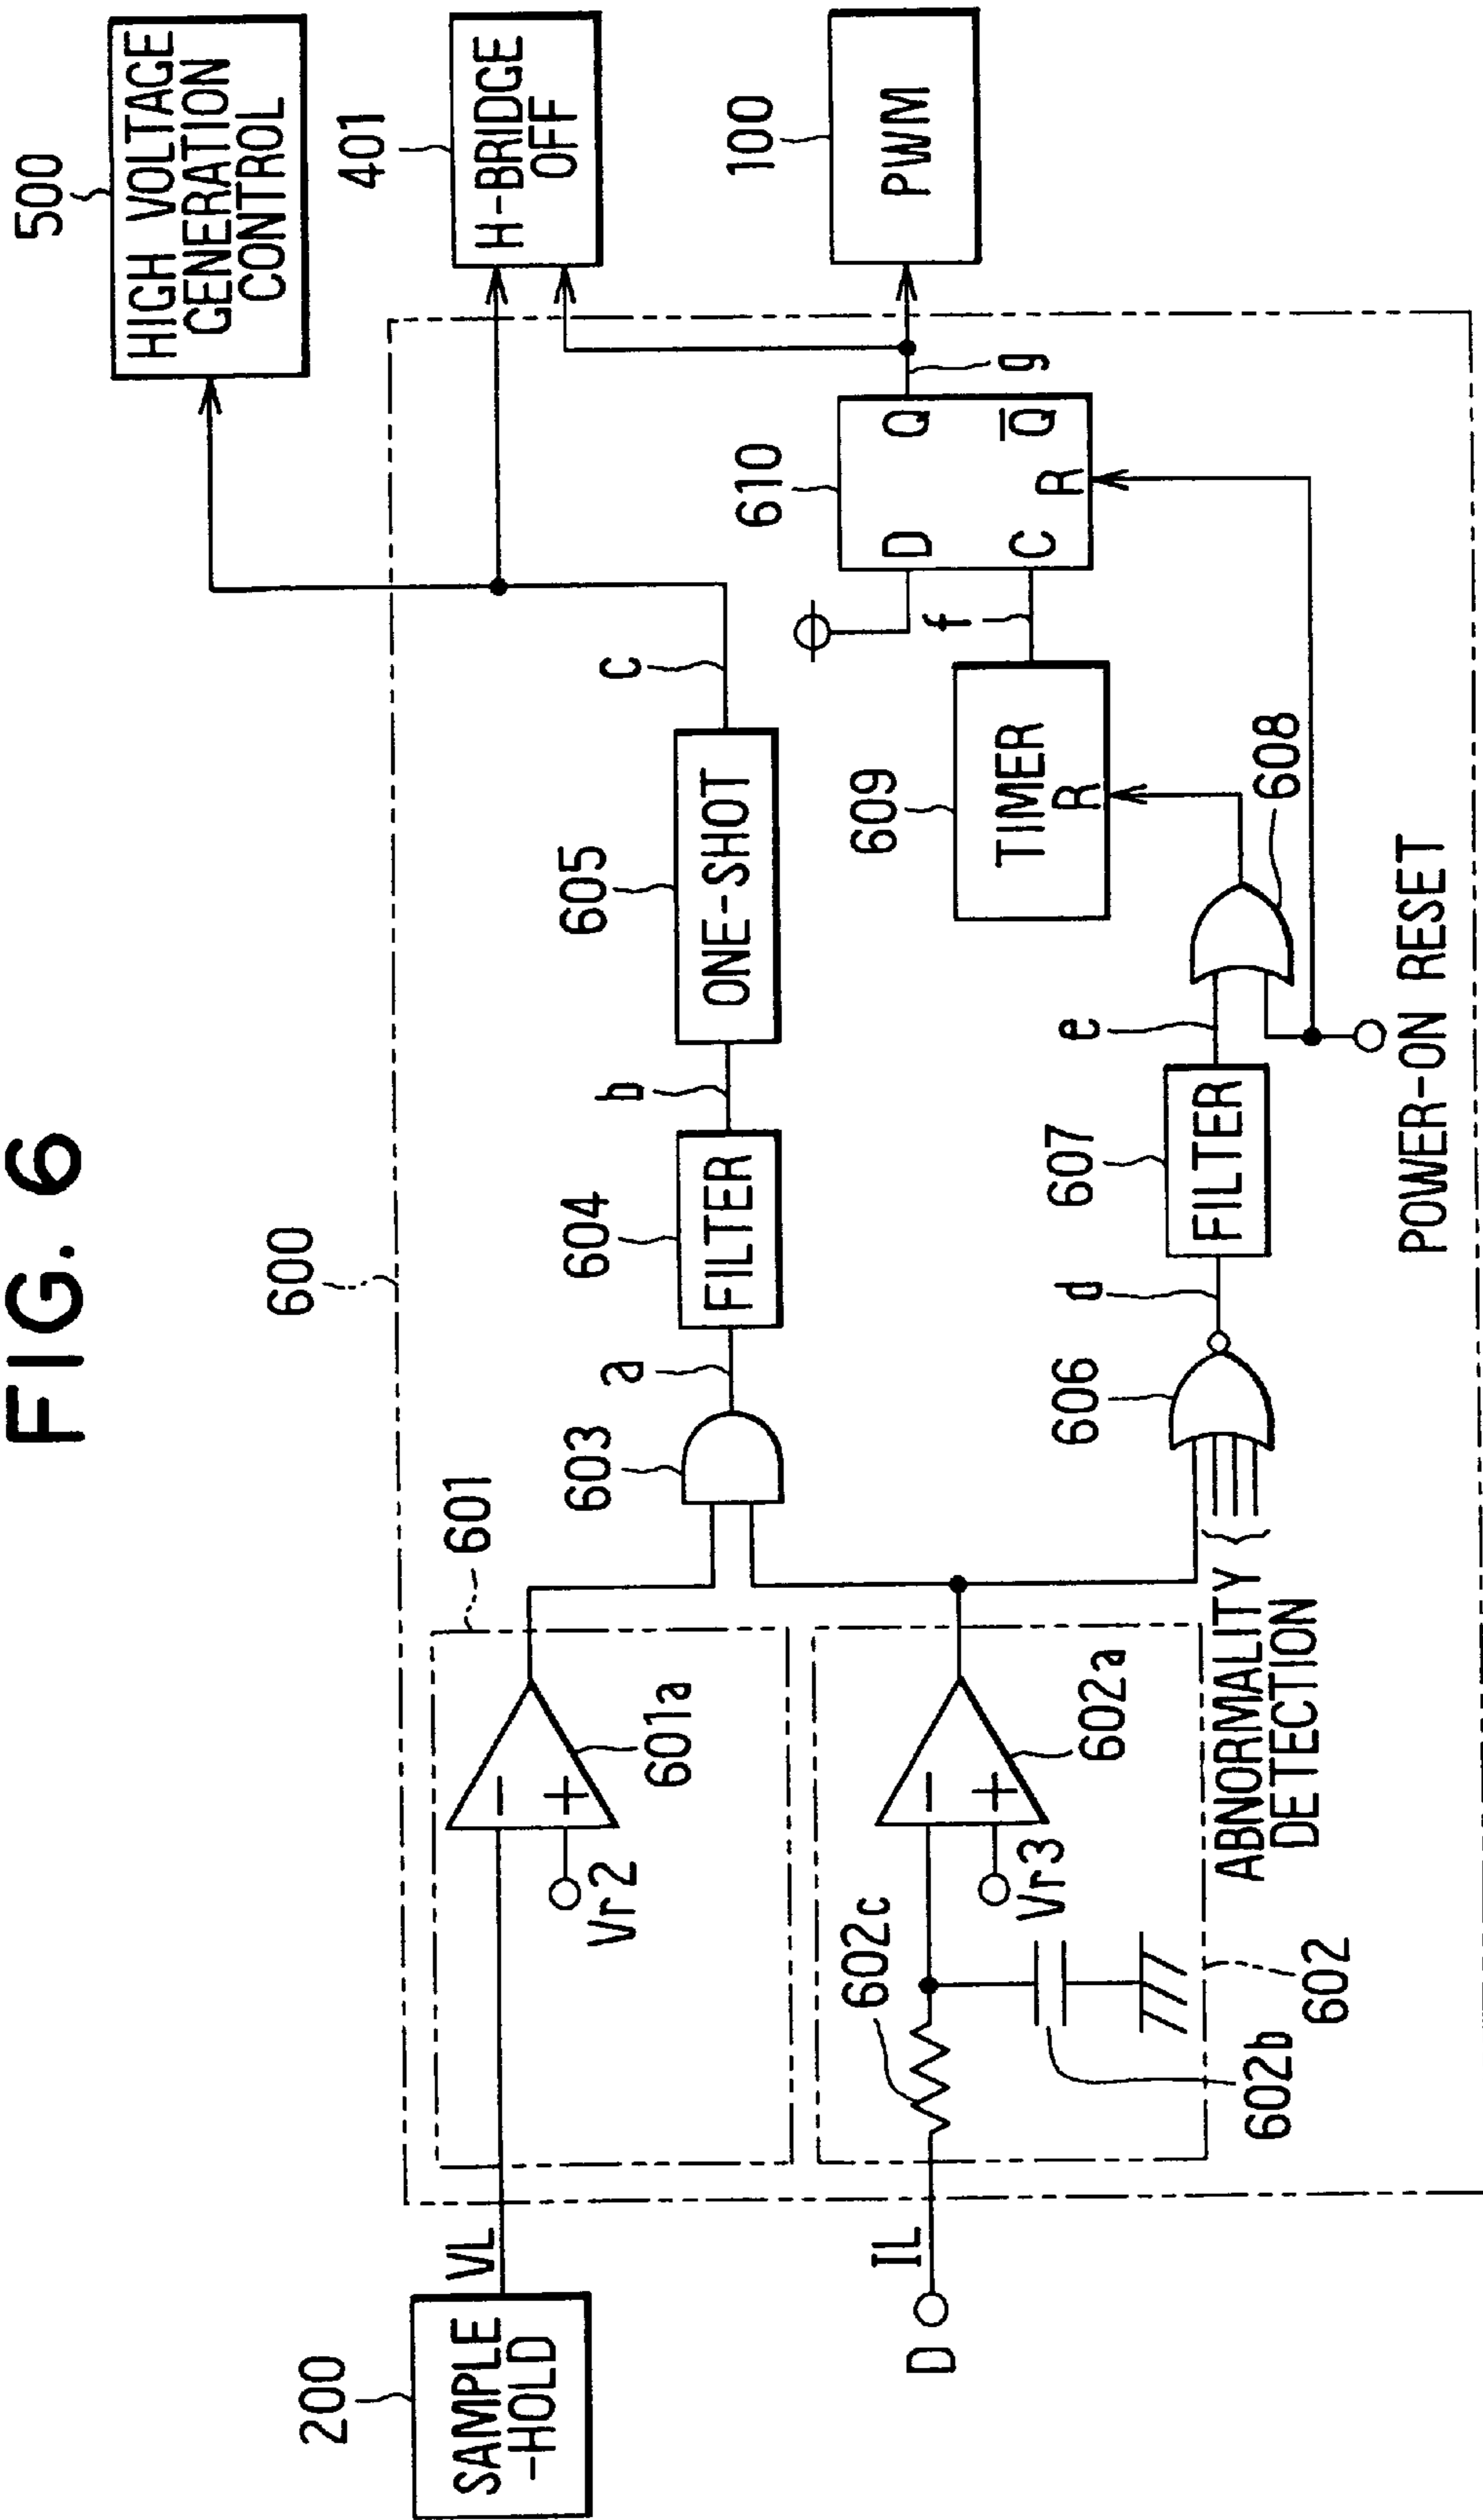 FIG. 6
500
HIGH VOLTAGE
GENERATION
CONTROL
401
H-BRIDGE
OFF
100
PWM
600
601
601a
-
+
Vr2
200
SAMPLE
-HOLD
VL
603
a
604
FILTER
b
605
ONE-SHOT
c
610
D
Q
C
R
Q̅
g
f
609
TIMER
R
608
602c
602a
-
+
Vr3
D
IL
602b
602
606
d
607
FILTER
e
ABNORMALITY
DETECTION
POWER-ON RESET